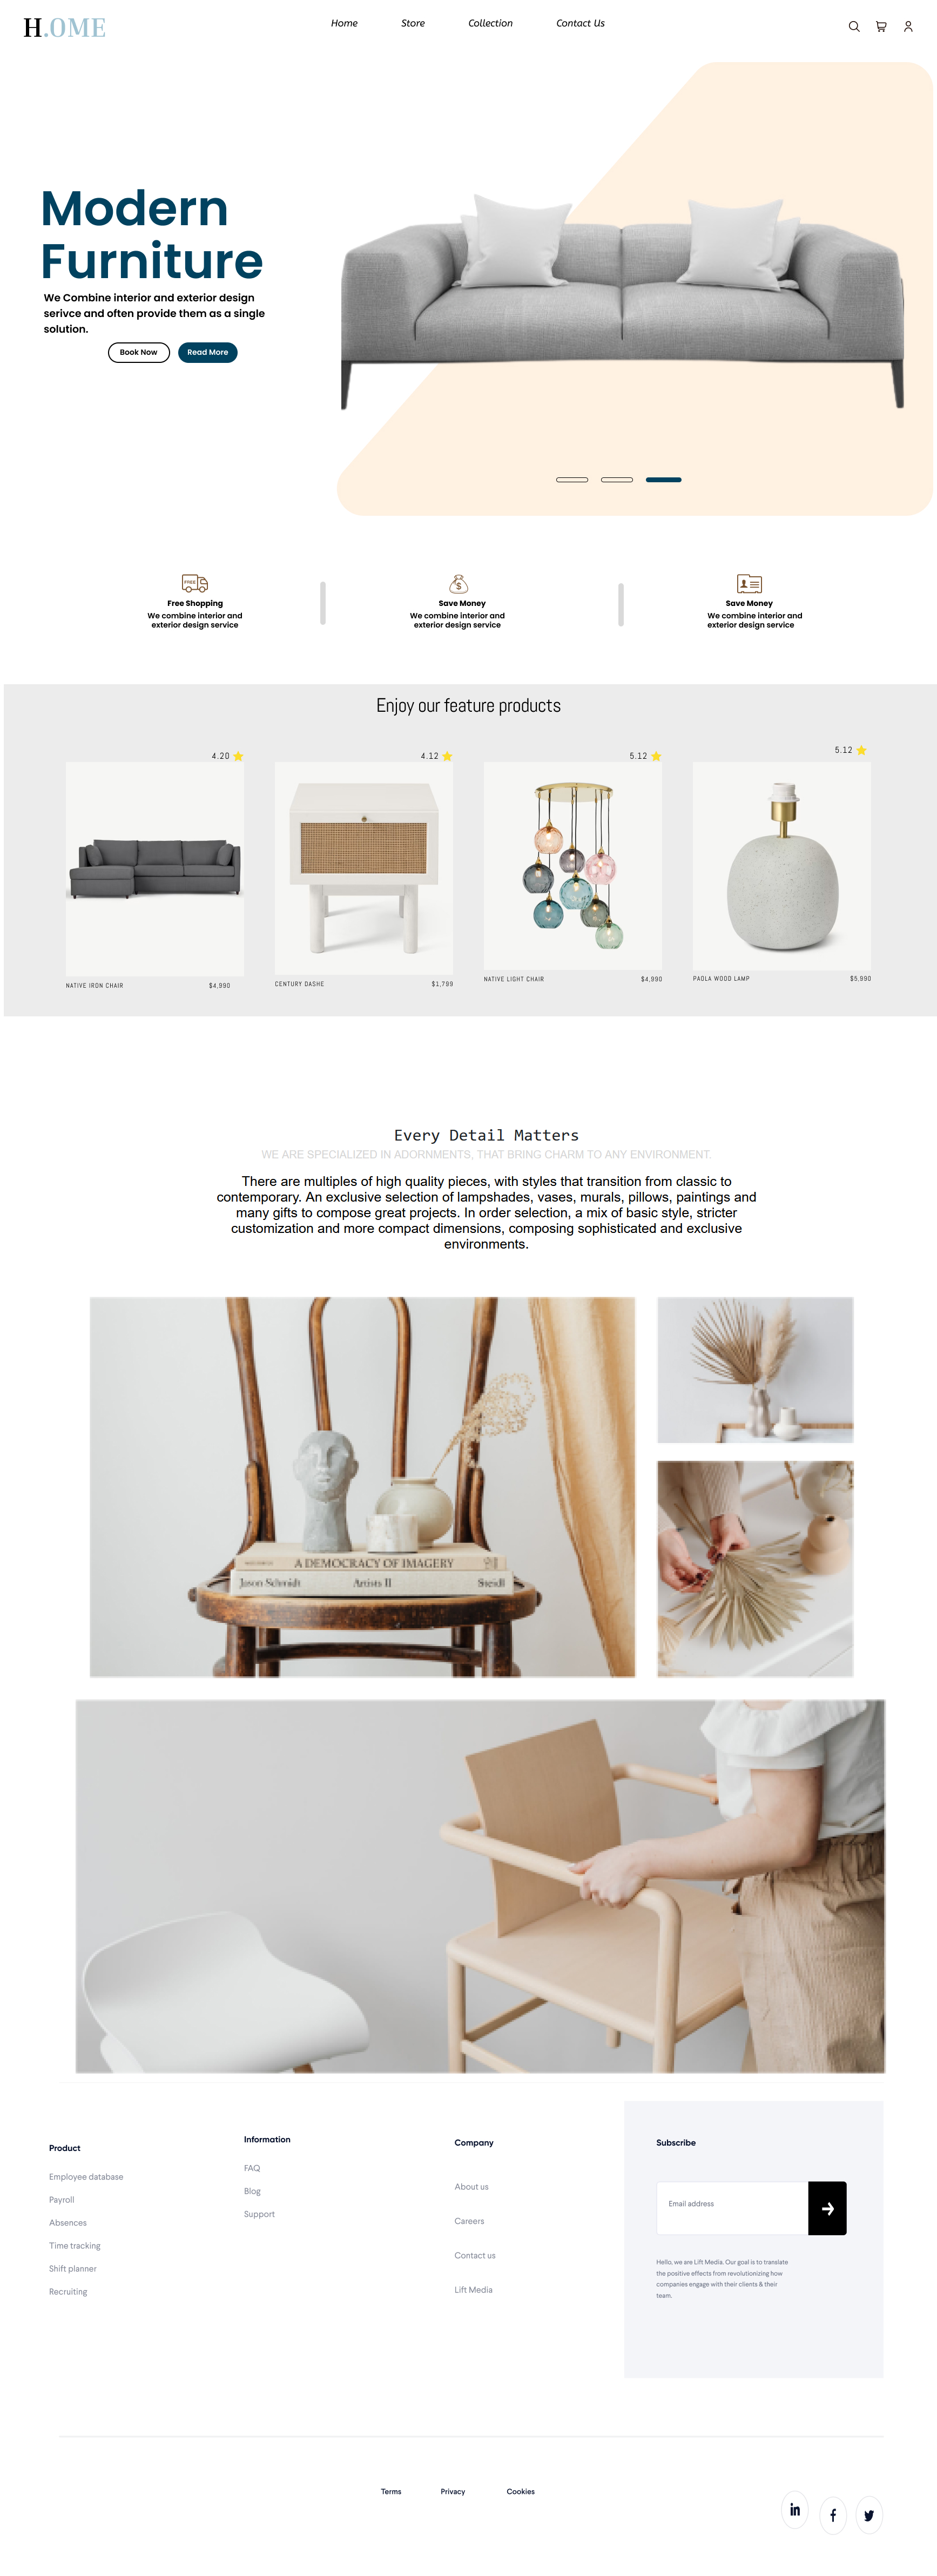 H.OME
Home Store Collection Contact Us
Modern
Furniture
We Combine interior and exterior design
serivce and often provide them as a single
solution.
Book Now Read More
FREE
Free Shopping
We combine interior and
exterior design service
$
Save Money
We combine interior and
exterior design service
Save Money
We combine interior and
exterior design service
Enjoy our feature products
4.20
4.12
5.12
5.12
NATIVE IRON CHAIR $4,990
CENTURY DASHE $1,799
NATIVE LIGHT CHAIR $4,990
PAOLA WOOD LAMP $5,990
Every Detail Matters
WE ARE SPECIALIZED IN ADORNMENTS, THAT BRING CHARM TO ANY ENVIRONMENT.
There are multiples of high quality pieces, with styles that transition from classic to
contemporary. An exclusive selection of lampshades, vases, murals, pillows, paintings and
many gifts to compose great projects. In order selection, a mix of basic style, stricter
customization and more compact dimensions, composing sophisticated and exclusive
environments.
A DEMOCRACY OF IMAGERY
Jason Schmidt Artists II Steidl
Product
Employee database
Payroll
Absences
Time tracking
Shift planner
Recruiting
Information
FAQ
Blog
Support
Company
About us
Careers
Contact us
Lift Media
Subscribe
Email address
Hello, we are Lift Media. Our goal is to translate
the positive effects from revolutionizing how
companies engage with their clients & their
team.
Terms Privacy Cookies
in f